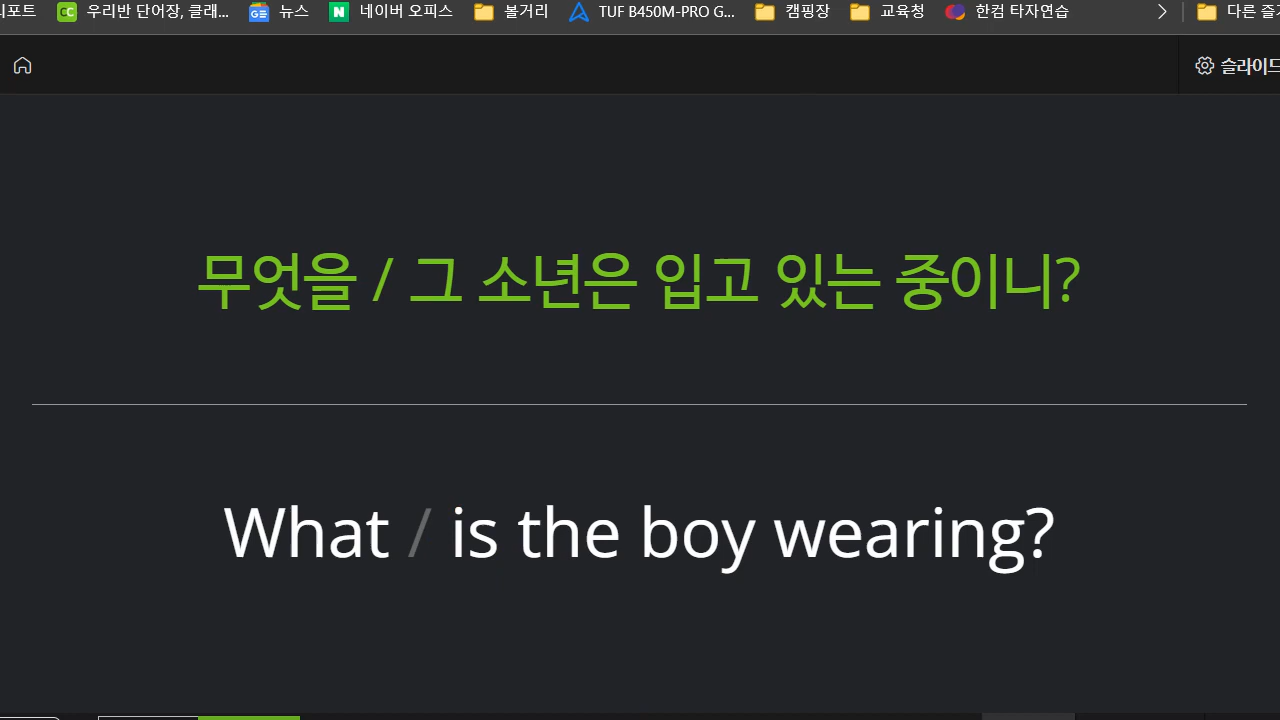 리포트 우리반 단어장, 클래... 뉴스 네이버 오피스 볼거리 TUF B450M-PRO G... 캠핑장 교육청 한컴 타자연습 다른 즐
슬라이드
무엇을 / 그 소년은 입고 있는 중이니?
What / is the boy wearing?